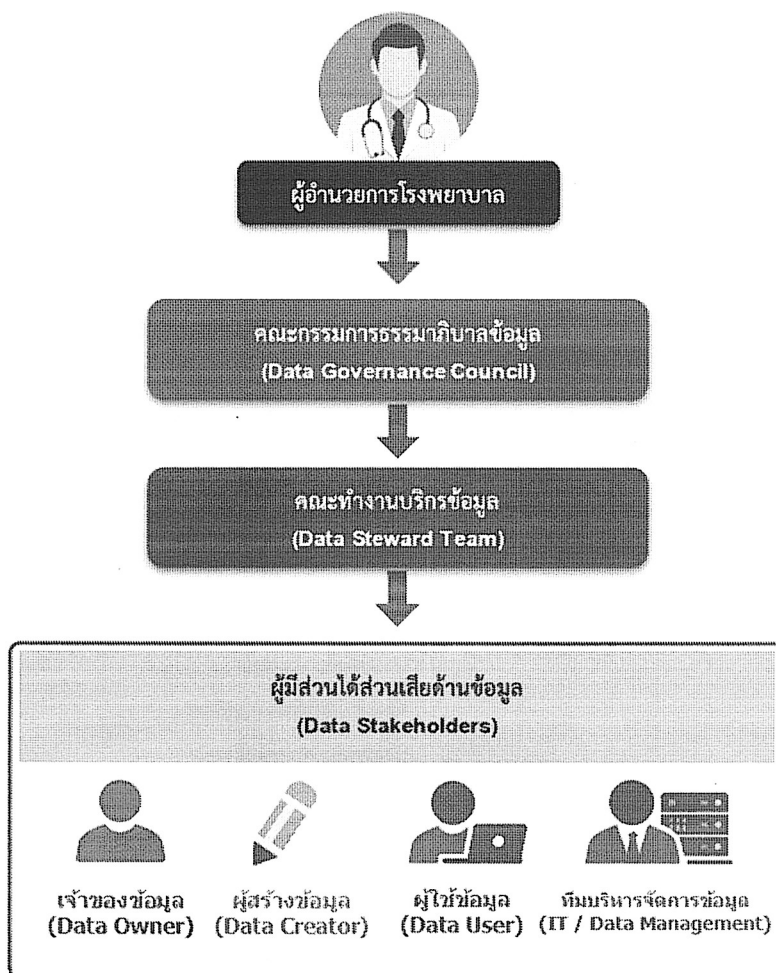 ผู้อำนวยการโรงพยาบาล
คณะกรรมการธรรมาภิบาลข้อมูล
(Data Governance Council)
คณะทำงานบริกรข้อมูล
(Data Steward Team)
ผู้มีส่วนได้ส่วนเสียด้านข้อมูล
(Data Stakeholders)
เจ้าของข้อมูล
(Data Owner)
ผู้สร้างข้อมูล
(Data Creator)
ผู้ใช้ข้อมูล
(Data User)
ทีมบริหารจัดการข้อมูล
(IT / Data Management)